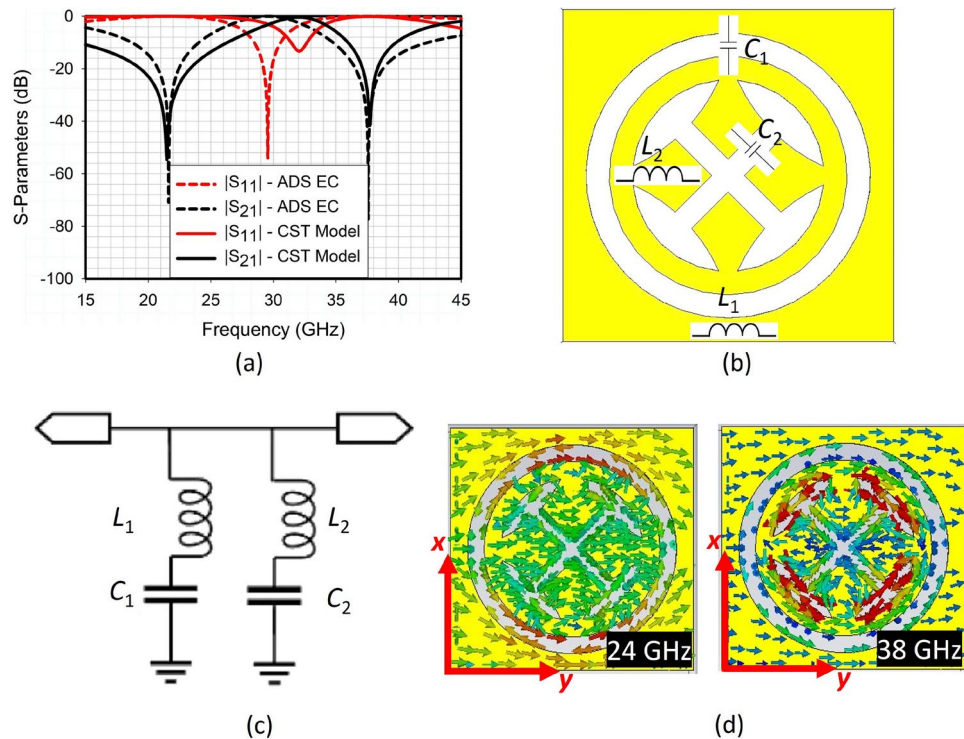 0
-20
-40
-60
-80
-100
S-Parameters (dB)
|S11| - ADS EC
|S21| - ADS EC
|S11| - CST Model
|S21| - CST Model
15 20 25 30 35 40 45
Frequency (GHz)
(a)
C1
C2
L2
L1
(b)
L1
L2
C1
C2
(c)
x
y
24 GHz
x
y
38 GHz
(d)